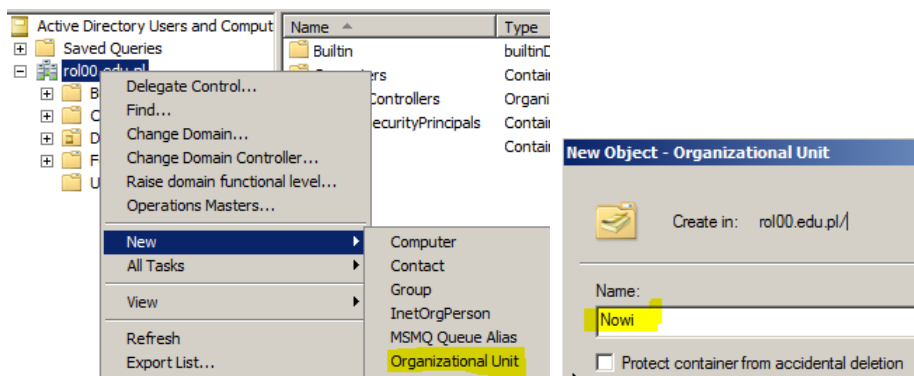 Active Directory Users and Comput
Saved Queries
rol00.edu.pl
B
C
D
F
U
Name
Type
Builtin
builtinD
ers
Contai
Controllers
Organi
ecurityPrincipals
Contai
Contai
Delegate Control...
Find...
Change Domain...
Change Domain Controller...
Raise domain functional level...
Operations Masters...
New
All Tasks
View
Refresh
Export List...
Computer
Contact
Group
InetOrgPerson
MSMQ Queue Alias
Organizational Unit
New Object - Organizational Unit
Create in: rol00.edu.pl/
Name:
Nowi
Protect container from accidental deletion